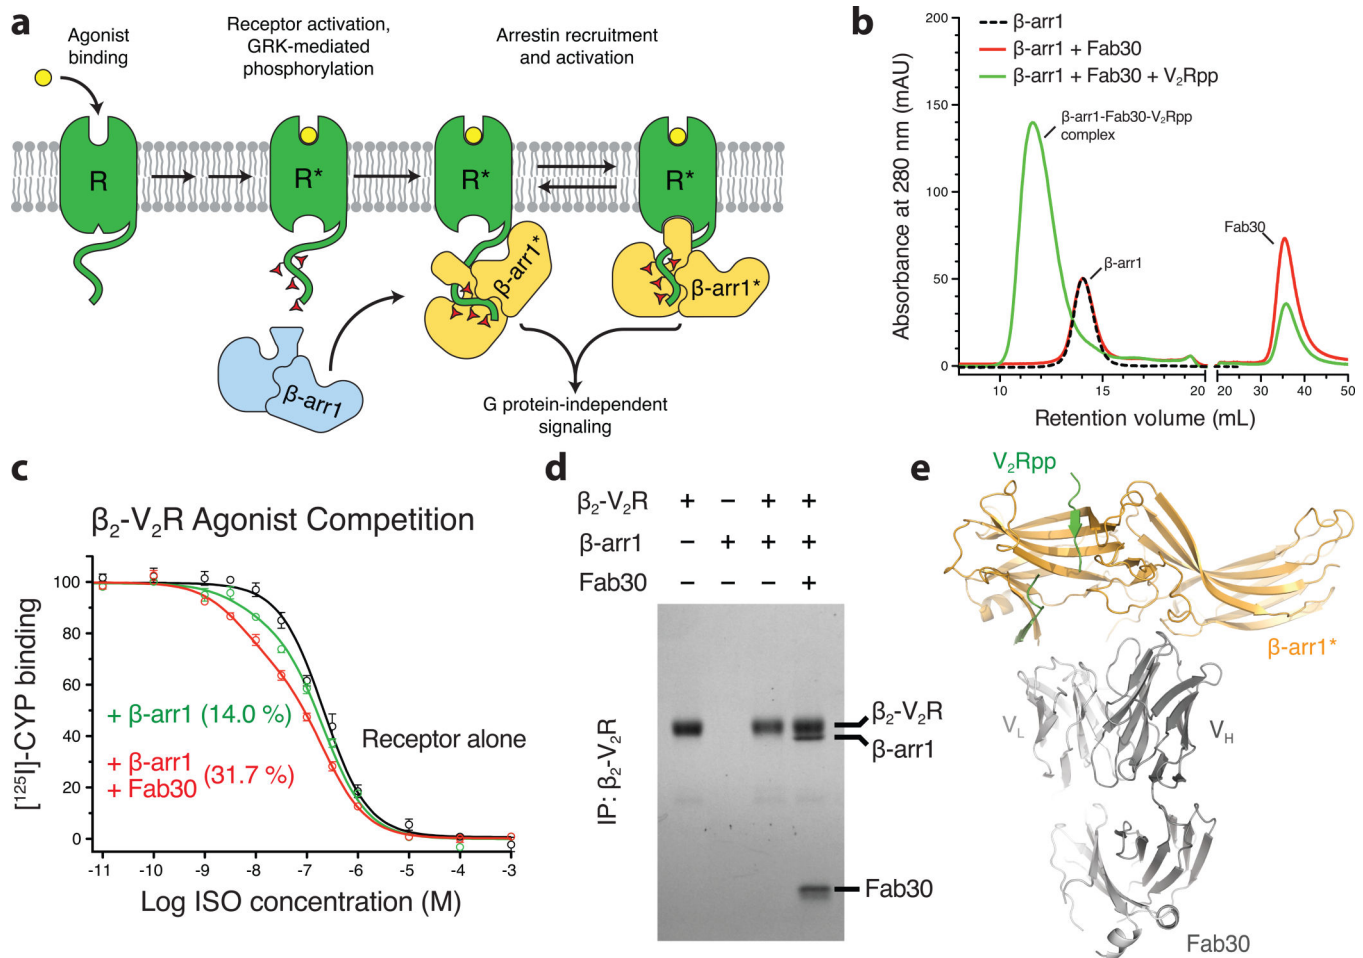 a
Agonist
binding
Receptor activation,
GRK-mediated
phosphorylation
Arrestin recruitment
and activation
R
R*
R*
R*
β-arr1
β-arr1*
β-arr1*
G protein-independent
signaling
b
β-arr1
β-arr1 + Fab30
β-arr1 + Fab30 + V₂Rpp
β-arr1-Fab30-V₂Rpp
complex
β-arr1
Fab30
Absorbance at 280 nm (mAU)
200
150
100
50
0
10 15 20 20 30 40 50
Retention volume (mL)
c
β₂-V₂R Agonist Competition
[¹²⁵I]-CYP binding
100
80
60
40
20
0
+ β-arr1 (14.0 %)
+ β-arr1
+ Fab30
(31.7 %)
Receptor alone
-11 -10 -9 -8 -7 -6 -5 -4 -3
Log ISO concentration (M)
d
β₂-V₂R + − + +
β-arr1 − + + +
Fab30 − − − +
IP: β₂-V₂R
β₂-V₂R
β-arr1
Fab30
e
V₂Rpp
β-arr1*
V_L
V_H
Fab30